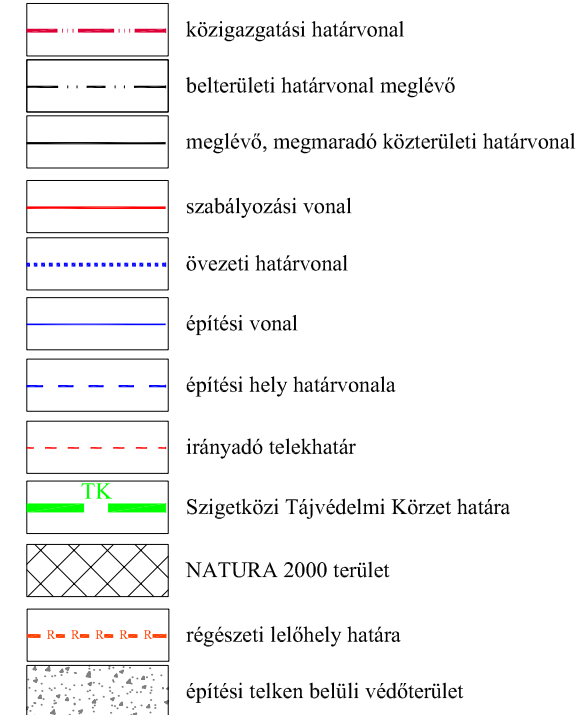 közigazgatási határvonal
belterületi határvonal meglévő
meglévő, megmaradó közterületi határvonal
szabályozási vonal
övezeti határvonal
építési vonal
építési hely határvonala
irányadó telekhatár
TK
Szigetközi Tájvédelmi Körzet határa
NATURA 2000 terület
R R R R R régészeti lelőhely határa
építési telken belüli védőterület